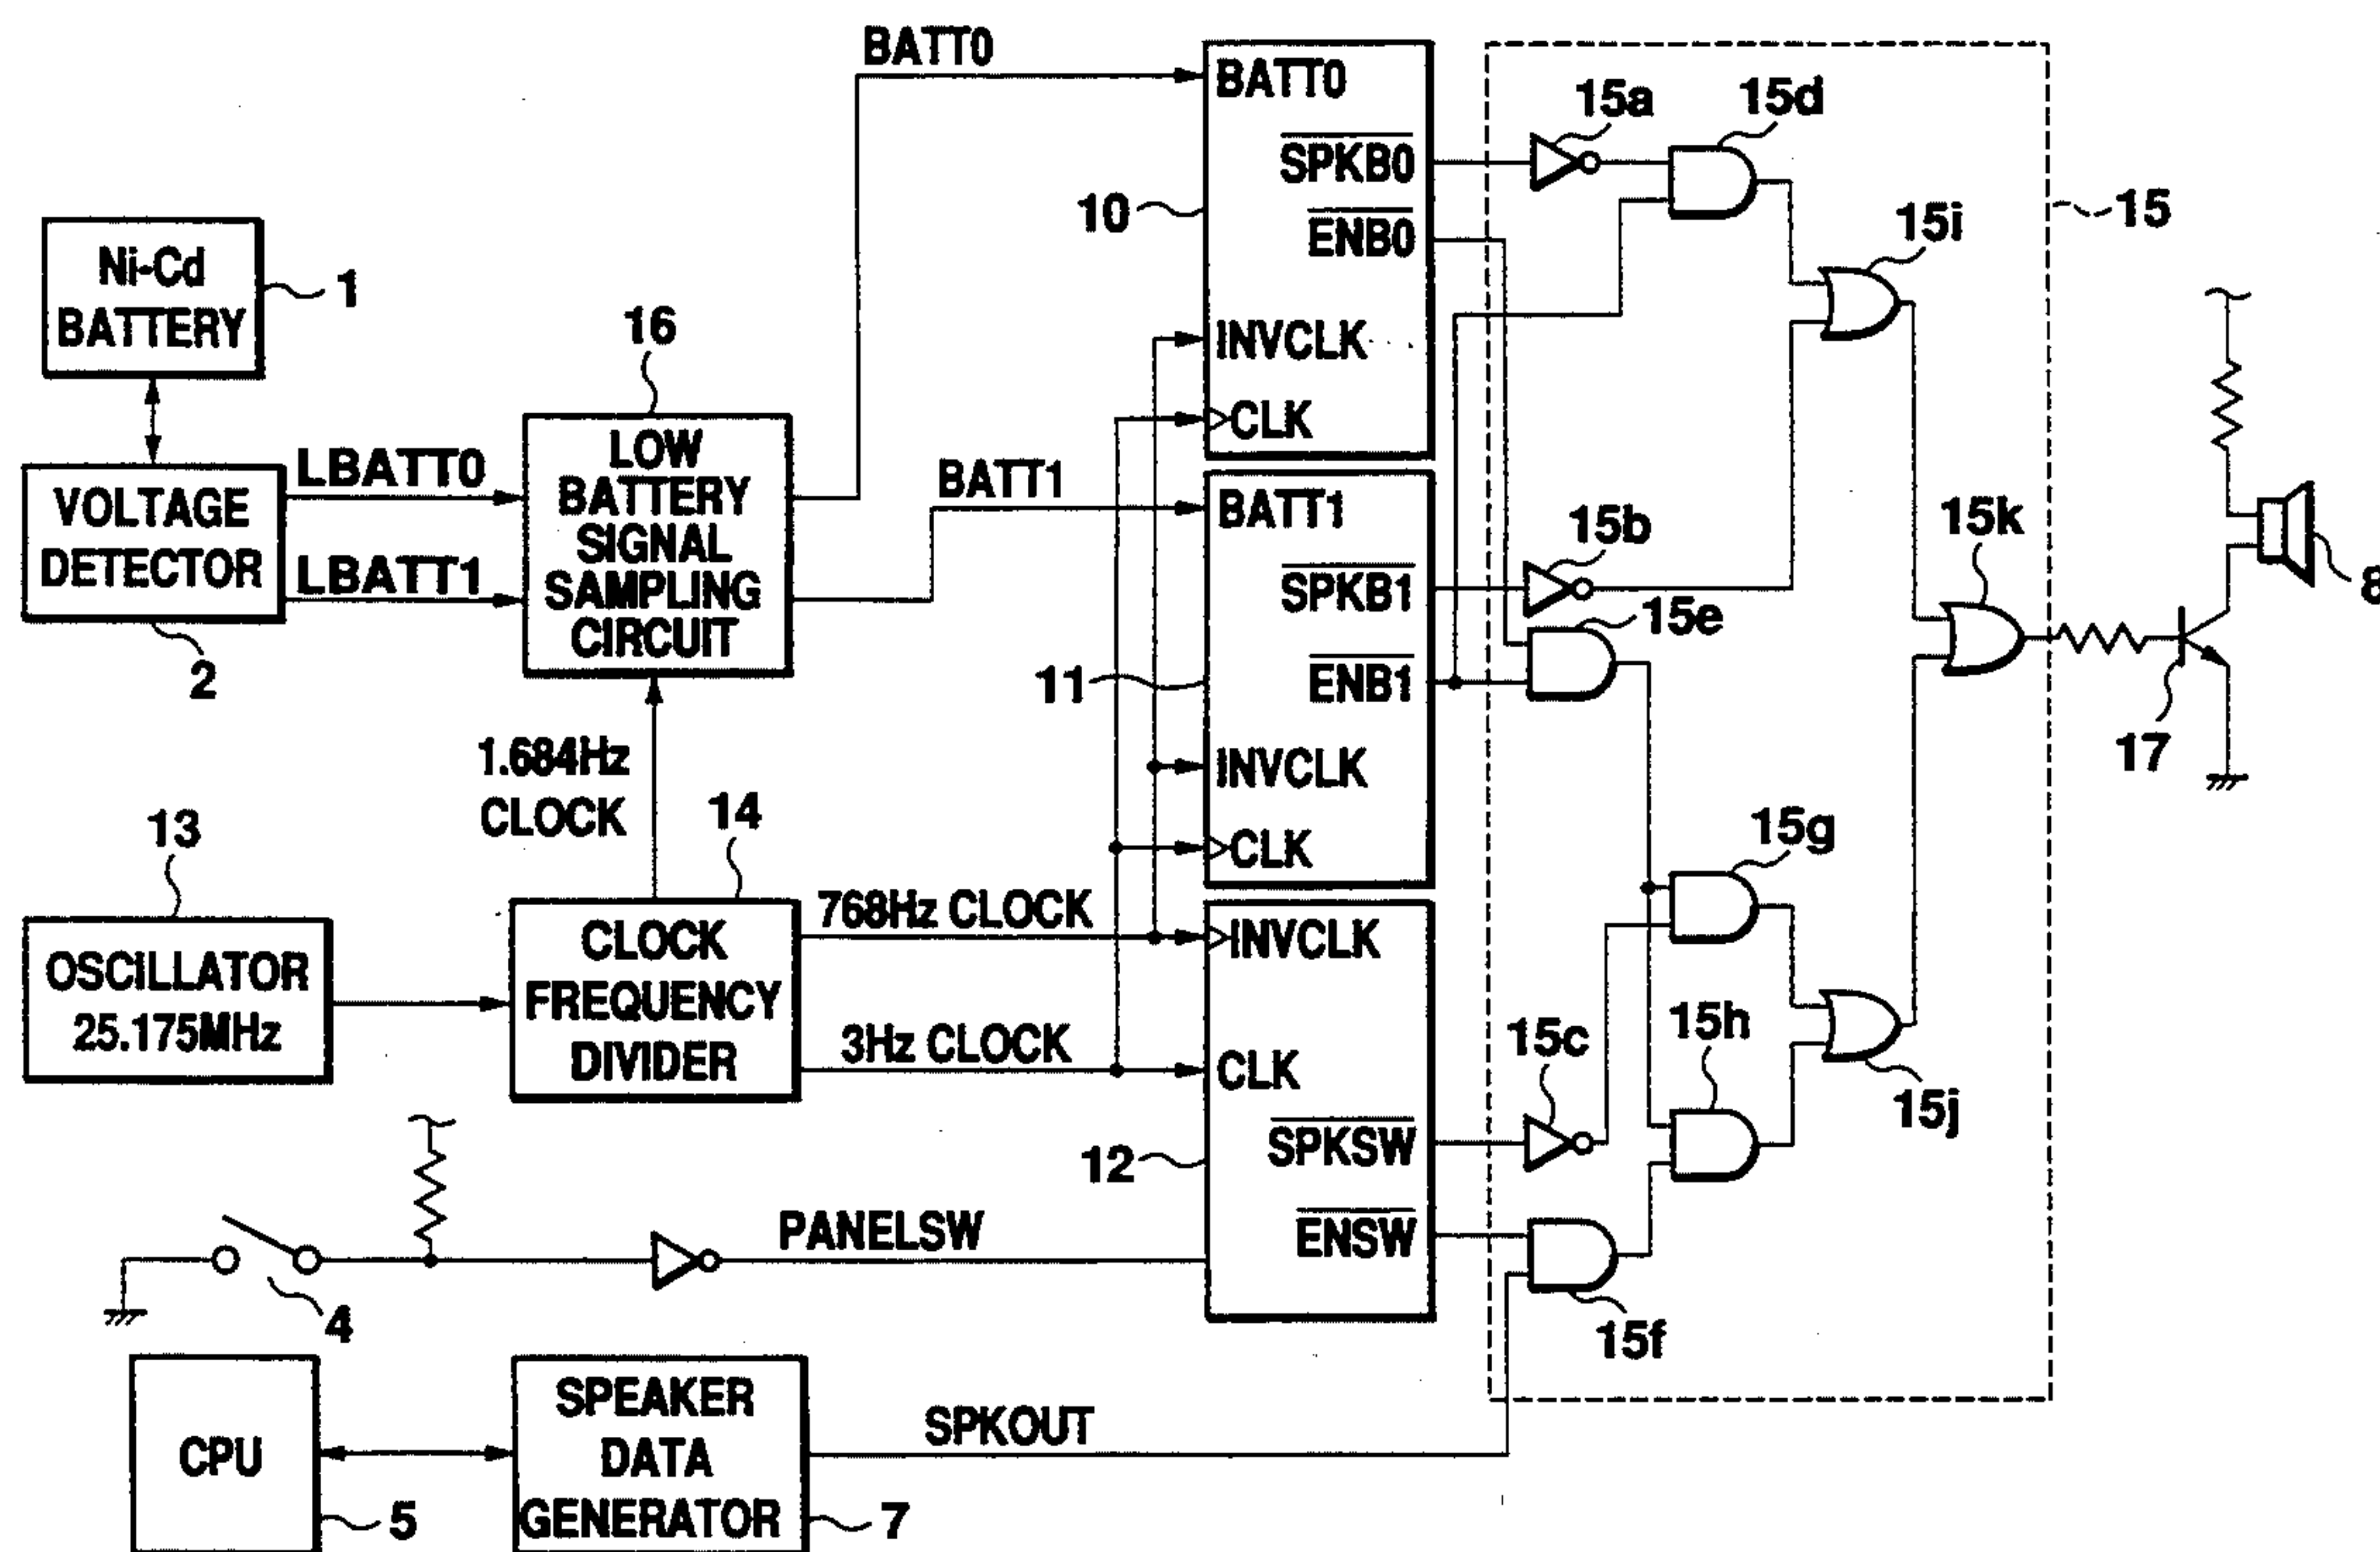 Ni-Cd
BATTERY
1
VOLTAGE
DETECTOR
2
LBATT0
LBATT1
16
LOW
BATTERY
SIGNAL
SAMPLING
CIRCUIT
BATT0
BATT1
1.684Hz
CLOCK
13
OSCILLATOR
25.175MHz
14
CLOCK
FREQUENCY
DIVIDER
768Hz CLOCK
3Hz CLOCK
4
PANELSW
CPU
5
SPEAKER
DATA
GENERATOR
7
SPKOUT
10
BATT0
SPKB0
ENB0
INVCLK
CLK
11
BATT1
SPKB1
ENB1
INVCLK
CLK
12
INVCLK
CLK
SPKSW
ENSW
15a
15d
15
15i
15b
15e
15k
15g
15c
15h
15j
15f
17
8